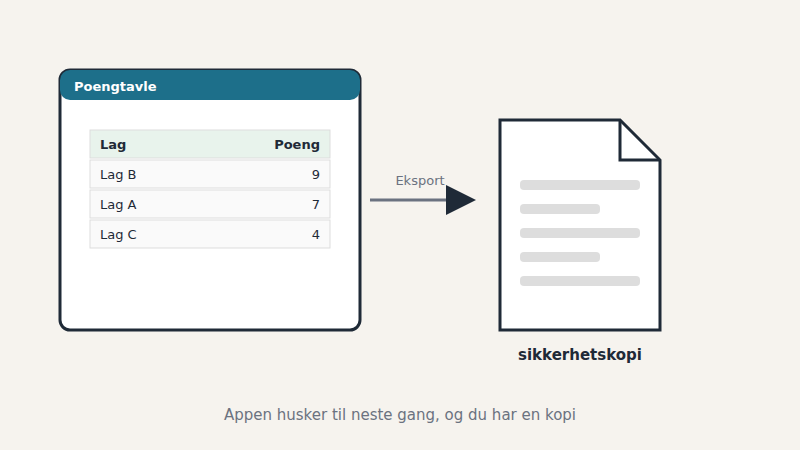 Poengtavle
Lag Poeng
Lag B 9
Lag A 7
Lag C 4
Eksport
sikkerhetskopi
Appen husker til neste gang, og du har en kopi